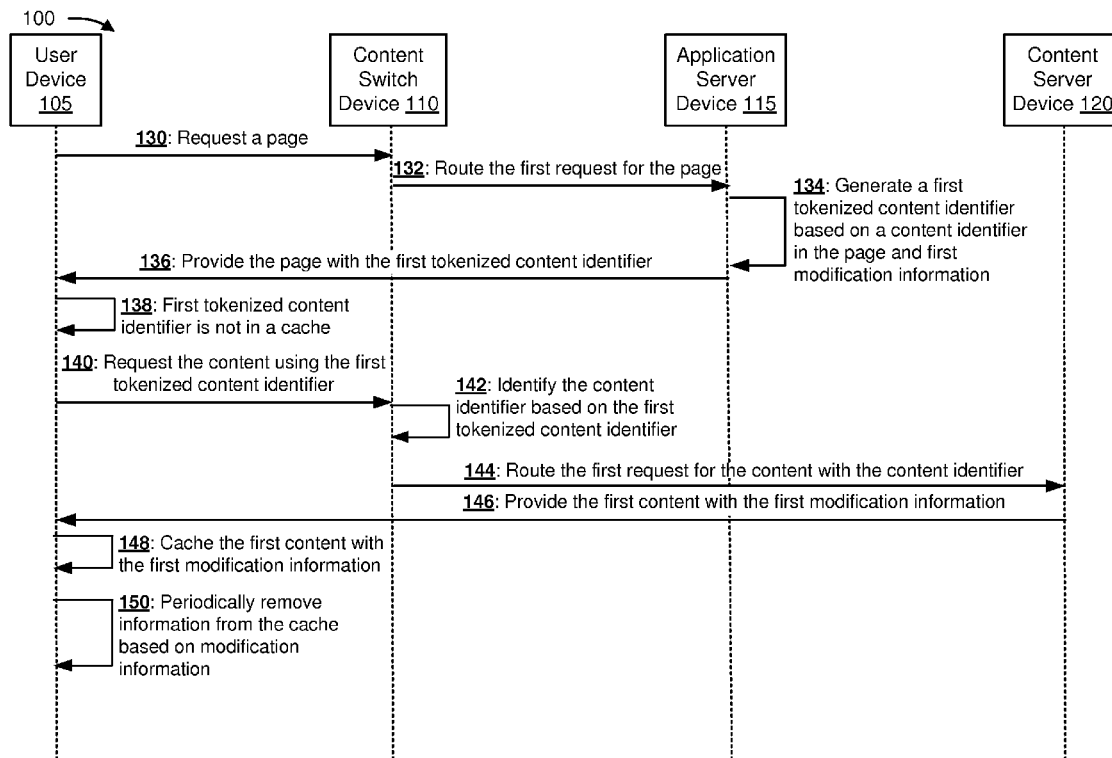 100
User
Device
105
Content
Switch
Device 110
Application
Server
Device 115
Content
Server
Device 120
130: Request a page
132: Route the first request for the page
134: Generate a first
tokenized content identifier
based on a content identifier
in the page and first
modification information
136: Provide the page with the first tokenized content identifier
138: First tokenized content
identifier is not in a cache
140: Request the content using the first
tokenized content identifier
142: Identify the content
identifier based on the first
tokenized content identifier
144: Route the first request for the content with the content identifier
146: Provide the first content with the first modification information
148: Cache the first content with
the first modification information
150: Periodically remove
information from the cache
based on modification
information